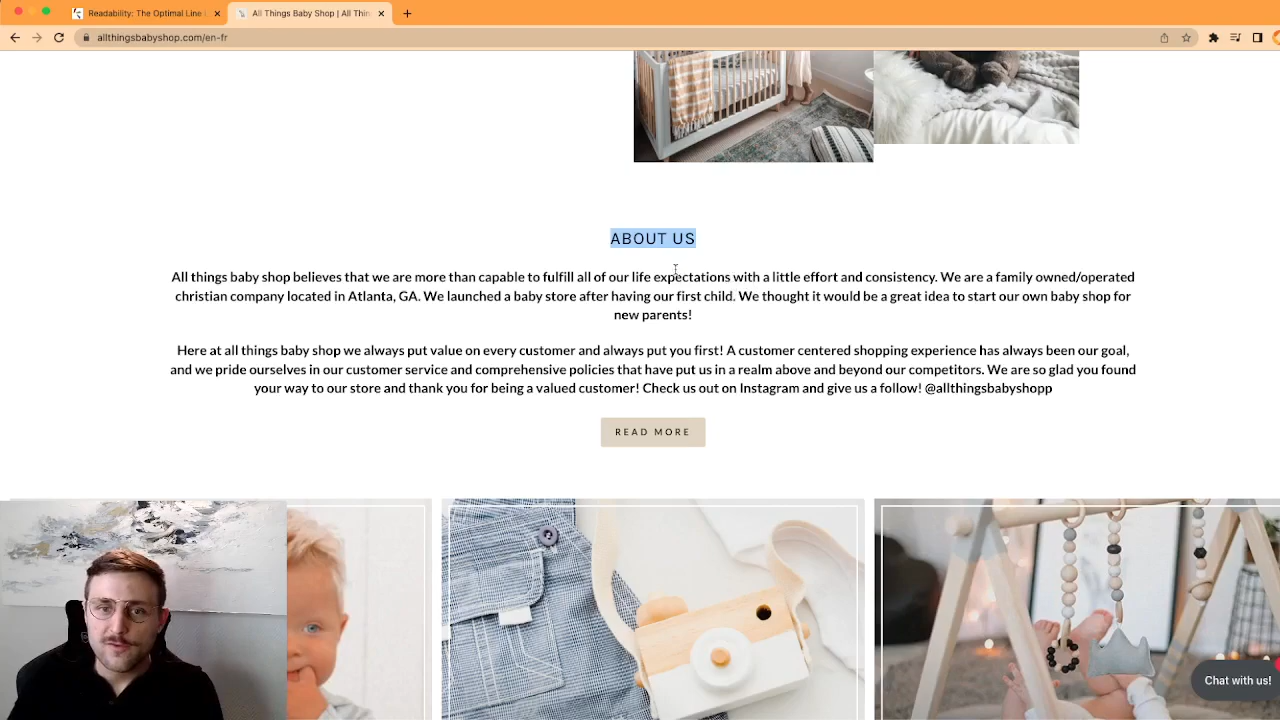 Readability: The Optimal Line
All Things Baby Shop | All Thin
allthingsbabyshop.com/en-fr
ABOUT US
All things baby shop believes that we are more than capable to fulfill all of our life expectations with a little effort and consistency. We are a family owned/operated
christian company located in Atlanta, GA. We launched a baby store after having our first child. We thought it would be a great idea to start our own baby shop for
new parents!
Here at all things baby shop we always put value on every customer and always put you first! A customer centered shopping experience has always been our goal,
and we pride ourselves in our customer service and comprehensive policies that have put us in a realm above and beyond our competitors. We are so glad you found
your way to our store and thank you for being a valued customer! Check us out on Instagram and give us a follow! @allthingsbabyshopp
READ MORE
Chat with us!